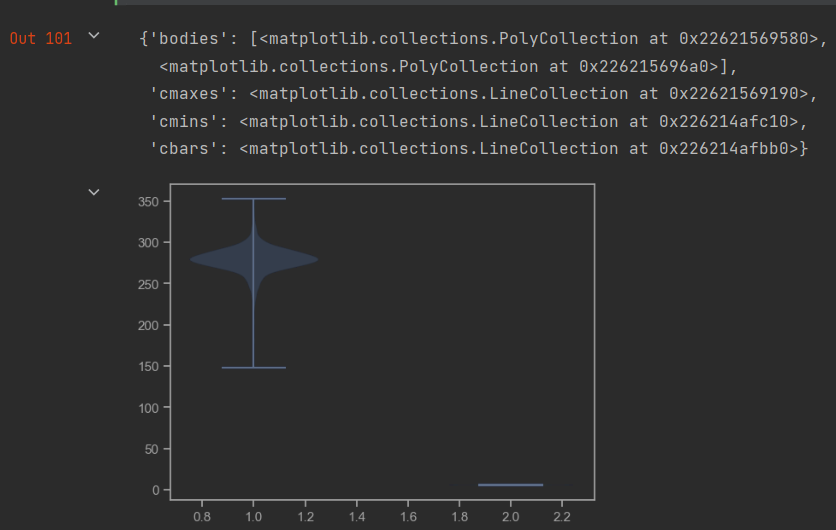 Out 101
{'bodies': [<matplotlib.collections.PolyCollection at 0x22621569580>,
<matplotlib.collections.PolyCollection at 0x226215696a0>],
'cmaxes': <matplotlib.collections.LineCollection at 0x22621569190>,
'cmins': <matplotlib.collections.LineCollection at 0x226214afc10>,
'cbars': <matplotlib.collections.LineCollection at 0x226214afbb0>}
350
300
250
200
150
100
50
0
0.8 1.0 1.2 1.4 1.6 1.8 2.0 2.2